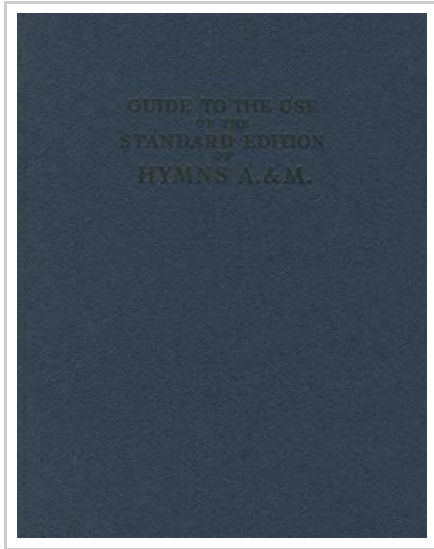 GUIDE TO THE USE
OF THE
STANDARD EDITION
OF
HYMNS A.&M.